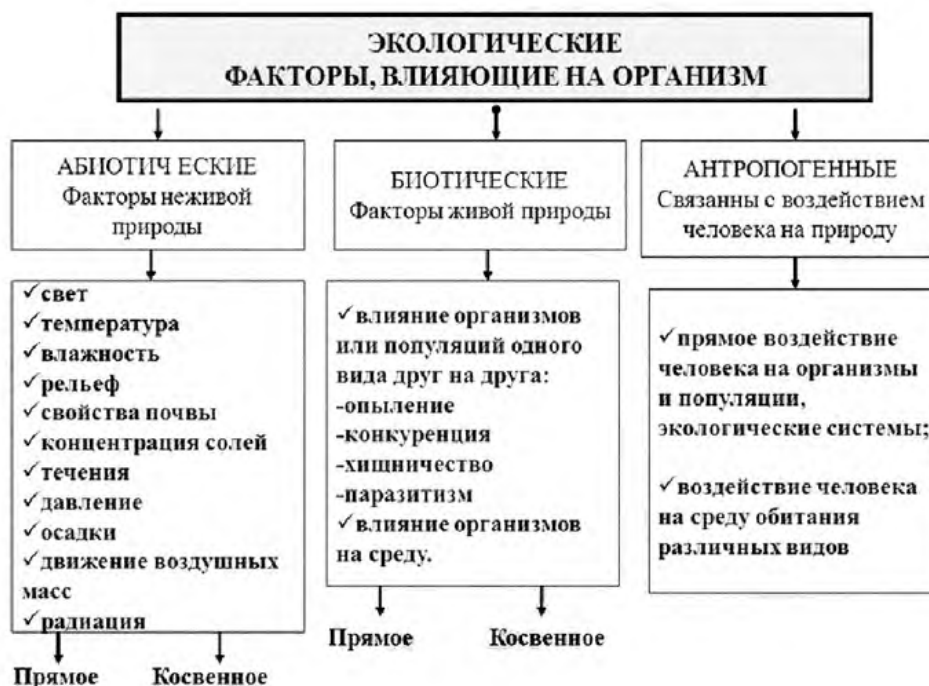 ЭКОЛОГИЧЕСКИЕ
ФАКТОРЫ, ВЛИЯЮЩИЕ НА ОРГАНИЗМ
АБИОТИЧ ЕСКИЕ
Факторы неживой
природы
✓свет
✓температура
✓влажность
✓рельеф
✓свойства почвы
✓концентрация солей
✓течения
✓давление
✓осадки
✓движение воздушных
масс
✓радиация
Прямое Косвенное
БИОТИЧЕСКИЕ
Факторы живой природы
✓влияние организмов
или популяций одного
вида друг на друга:
-опыление
-конкуренция
-хищничество
-паразитизм
✓влияние организмов
на среду.
Прямое Косвенное
АНТРОПОГЕННЫЕ
Связанны с воздействием
человека на природу
✓прямое воздействие
человека на организмы
и популяции,
экологические системы;
✓воздействие человека
на среду обитания
различных видов